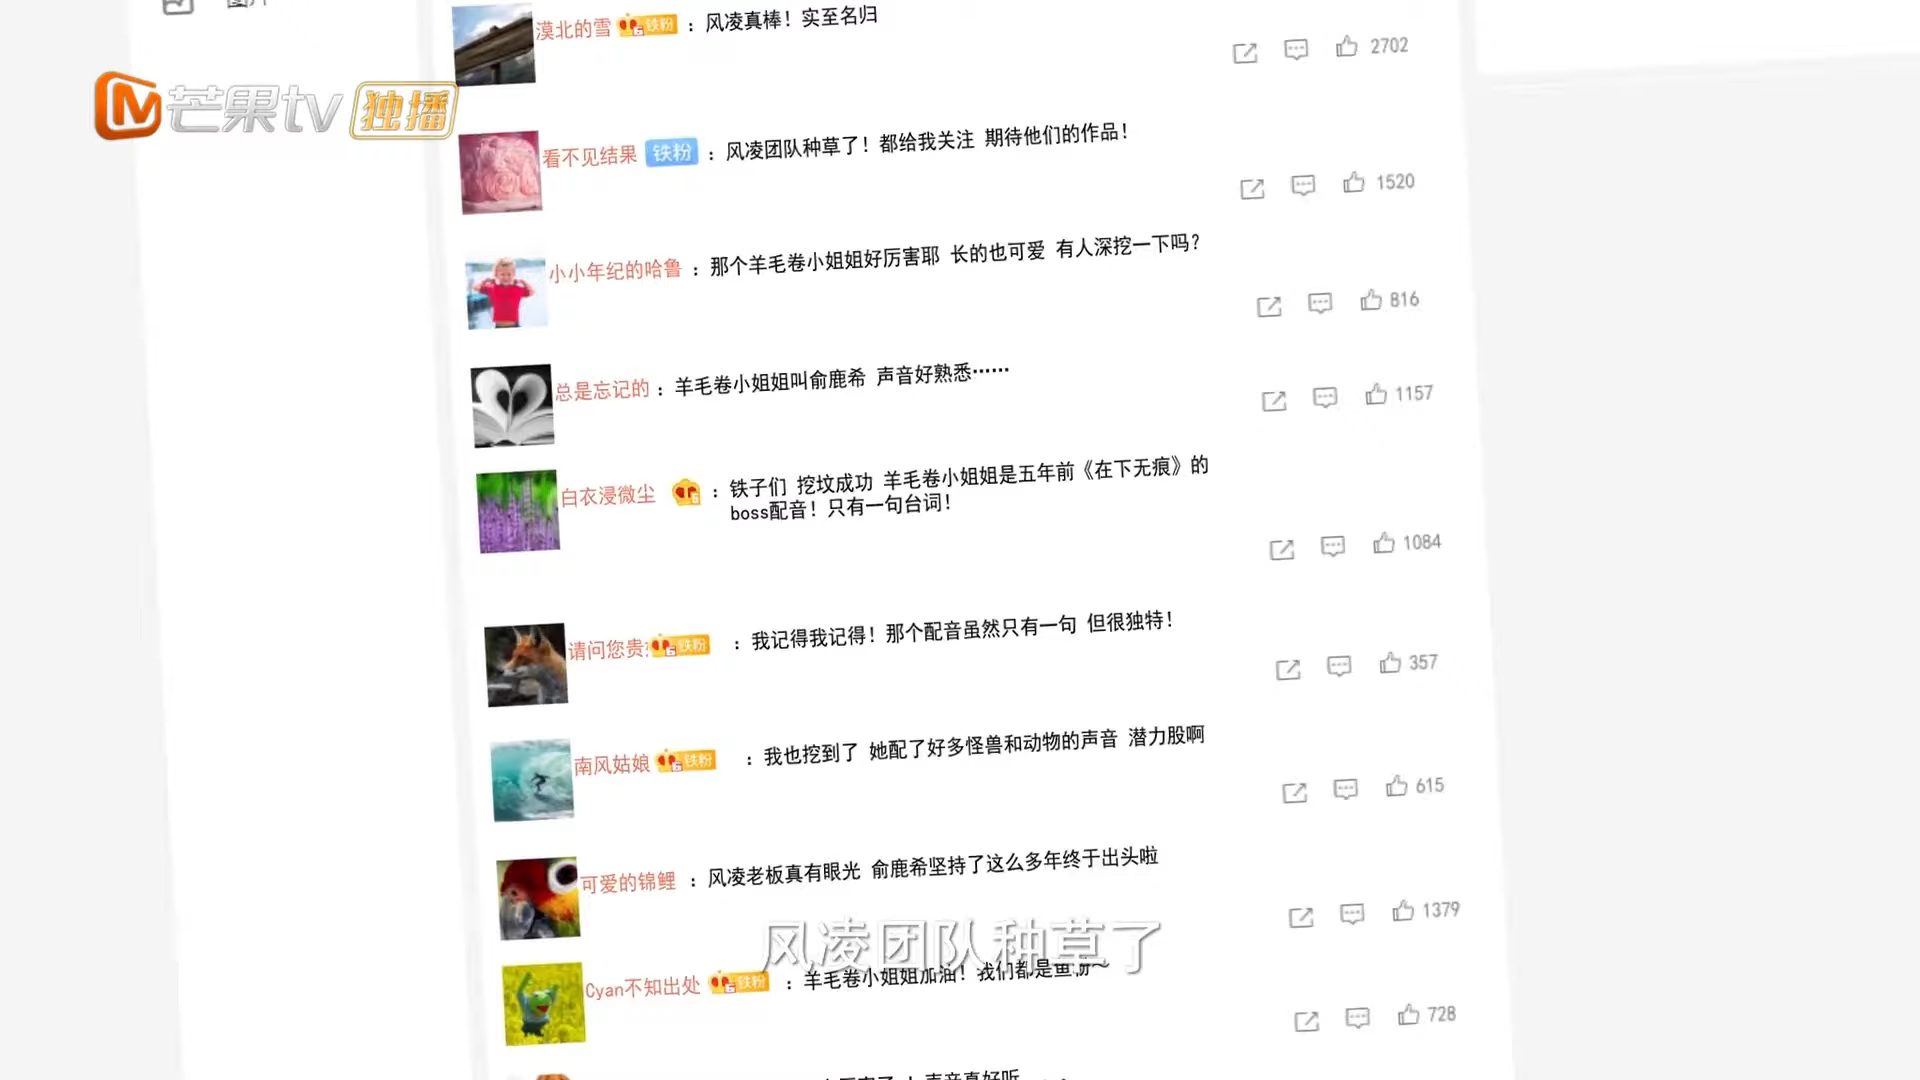 图片
芒果tv 独播
漠北的雪 铁粉 ：风凌真棒！实至名归
2702
看不见结果 铁粉 ：风凌团队种草了！都给我关注 期待他们的作品！
1520
小小年纪的哈鲁 ：那个羊毛卷小姐姐好厉害耶 长的也可爱 有人深挖一下吗？
816
总是忘记的 ：羊毛卷小姐姐叫俞鹿希 声音好熟悉……
1157
白衣浸微尘 ：铁子们 挖坟成功 羊毛卷小姐姐是五年前《在下无痕》的
boss配音！只有一句台词！
1084
请问您贵 铁粉 ：我记得我记得！那个配音虽然只有一句 但很独特！
357
南风姑娘 铁粉 ：我也挖到了 她配了好多怪兽和动物的声音 潜力股啊
615
可爱的锦鲤 ：风凌老板真有眼光 俞鹿希坚持了这么多年终于出头啦
1379
风凌团队种草了
Cyan不知出处 铁粉 ：羊毛卷小姐姐加油！我们都是鱼粉～
728
声音真好听